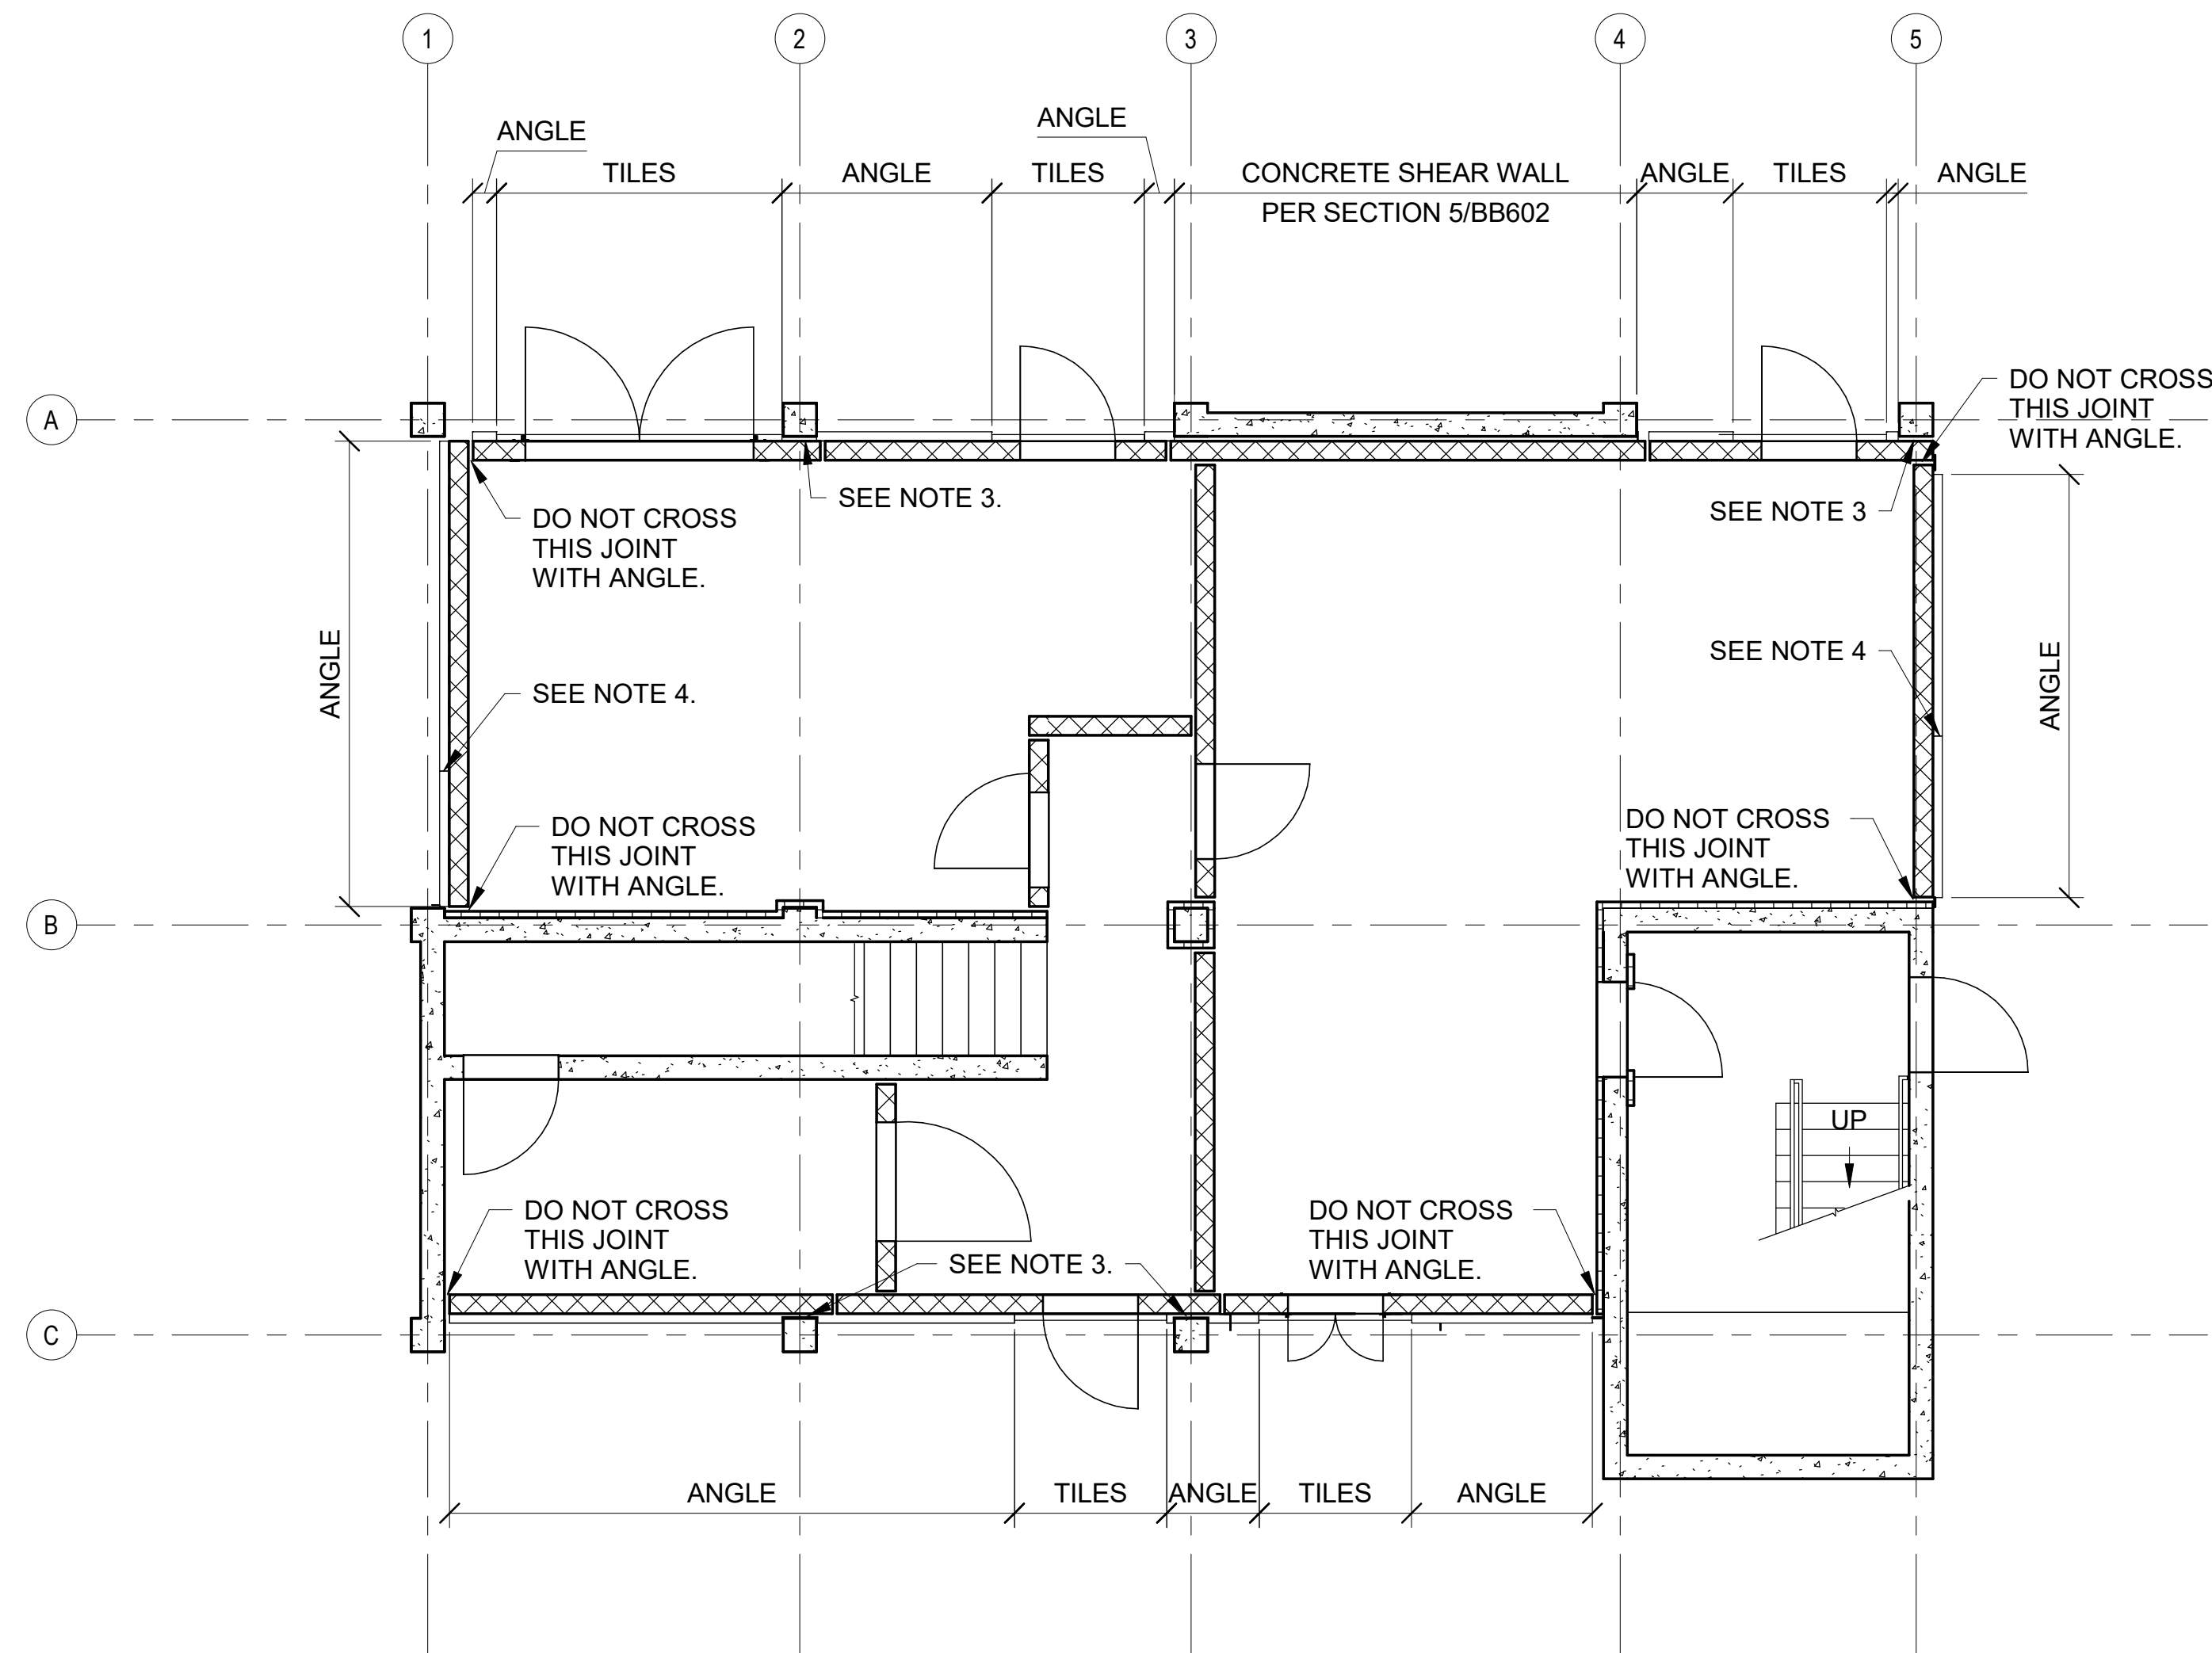 1
2
3
4
5
ANGLE
ANGLE
TILES
ANGLE
TILES
CONCRETE SHEAR WALL
PER SECTION 5/BB602
ANGLE
TILES
ANGLE
A
DO NOT CROSS
THIS JOINT
WITH ANGLE.
SEE NOTE 3.
SEE NOTE 3
DO NOT CROSS
THIS JOINT
WITH ANGLE.
ANGLE
SEE NOTE 4.
SEE NOTE 4
ANGLE
DO NOT CROSS
THIS JOINT
WITH ANGLE.
DO NOT CROSS
THIS JOINT
WITH ANGLE.
B
UP
DO NOT CROSS
THIS JOINT
WITH ANGLE.
SEE NOTE 3.
DO NOT CROSS
THIS JOINT
WITH ANGLE.
C
ANGLE
TILES
ANGLE
TILES
ANGLE